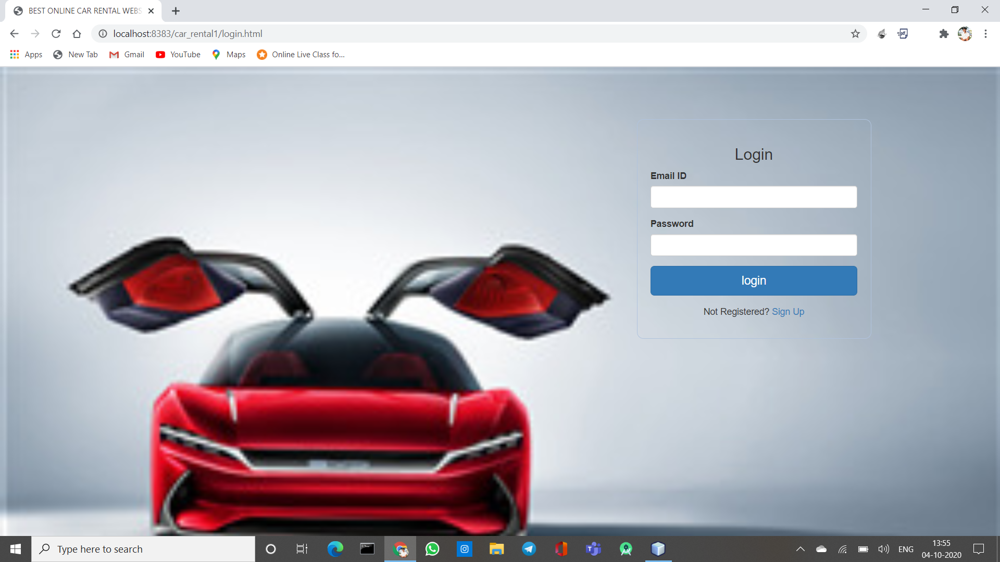 BEST ONLINE CAR RENTAL WEBS
localhost:8383/car_rental1/login.html
Apps
New Tab
Gmail
YouTube
Maps
Online Live Class fo...
Login
Email ID
Password
login
Not Registered? Sign Up
Type here to search
ENG
13:55
04-10-2020